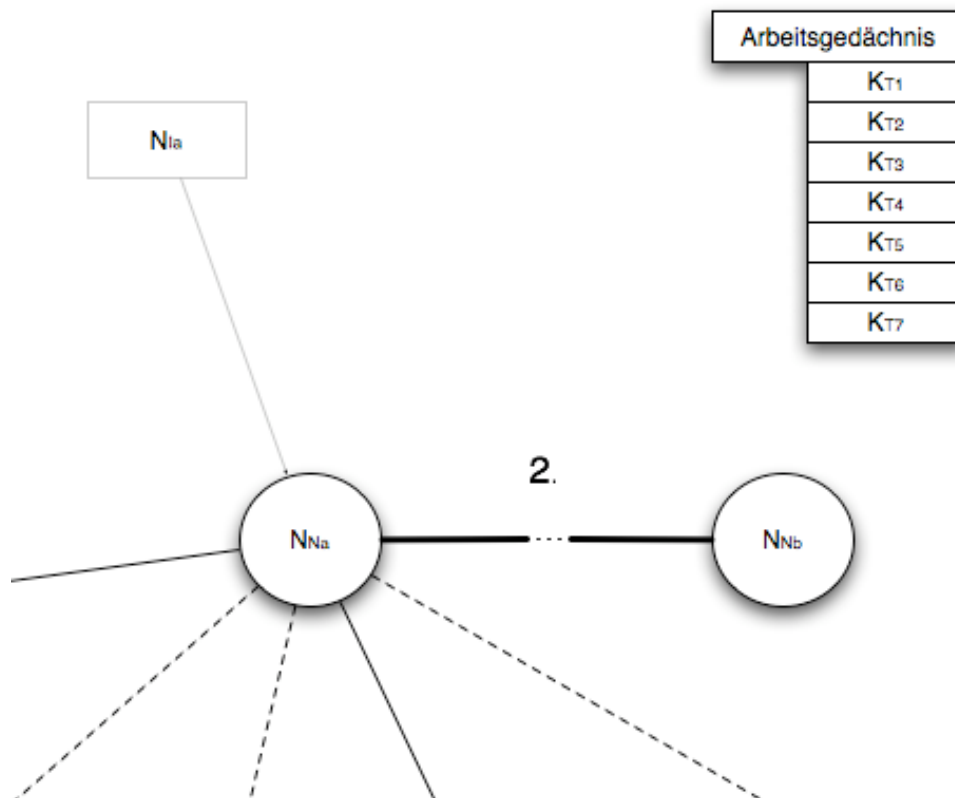 Arbeitsgedächnis
KT1
KT2
KT3
KT4
KT5
KT6
KT7
NIa
2.
NNa
NNb